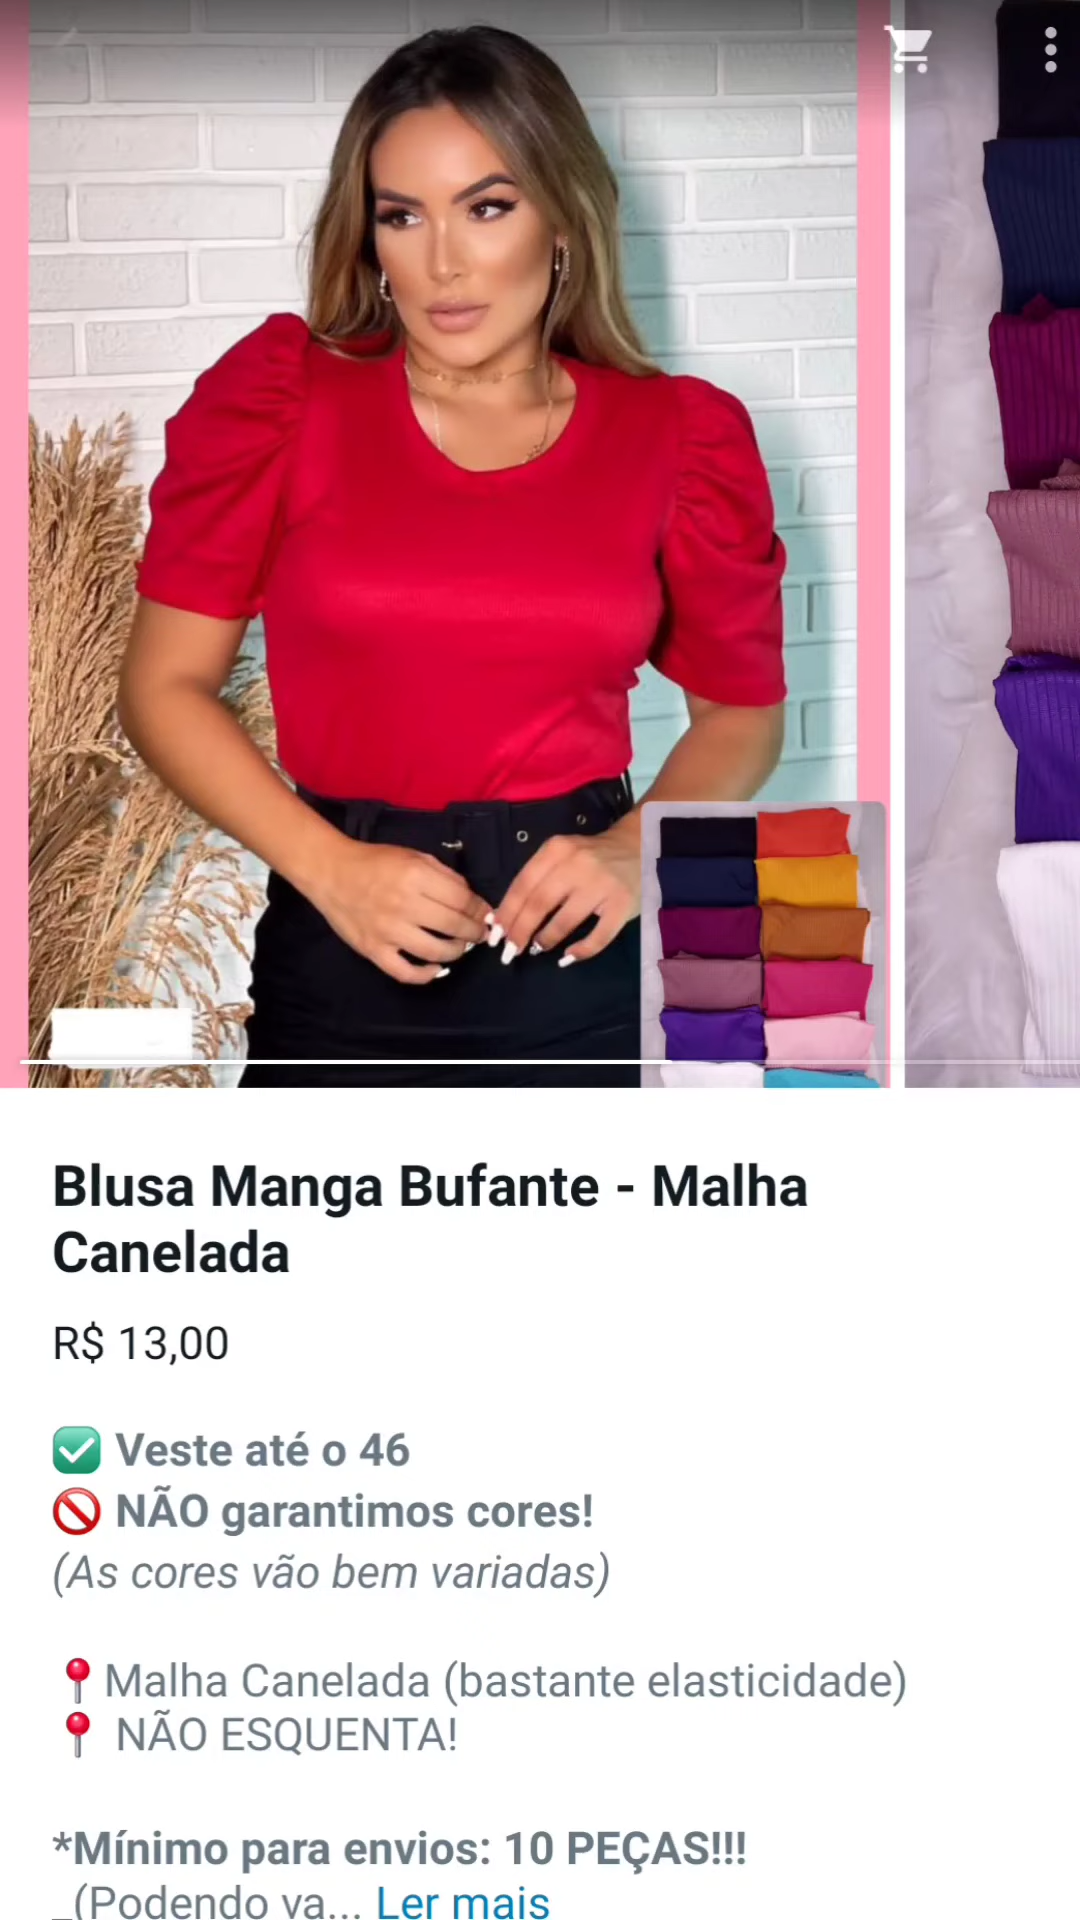 Blusa Manga Bufante - Malha
Canelada
R$ 13,00
✅ Veste até o 46
🚫 NÃO garantimos cores!
(As cores vão bem variadas)
📍Malha Canelada (bastante elasticidade)
📍 NÃO ESQUENTA!
*Mínimo para envios: 10 PEÇAS!!!
_(Podendo va... Ler mais